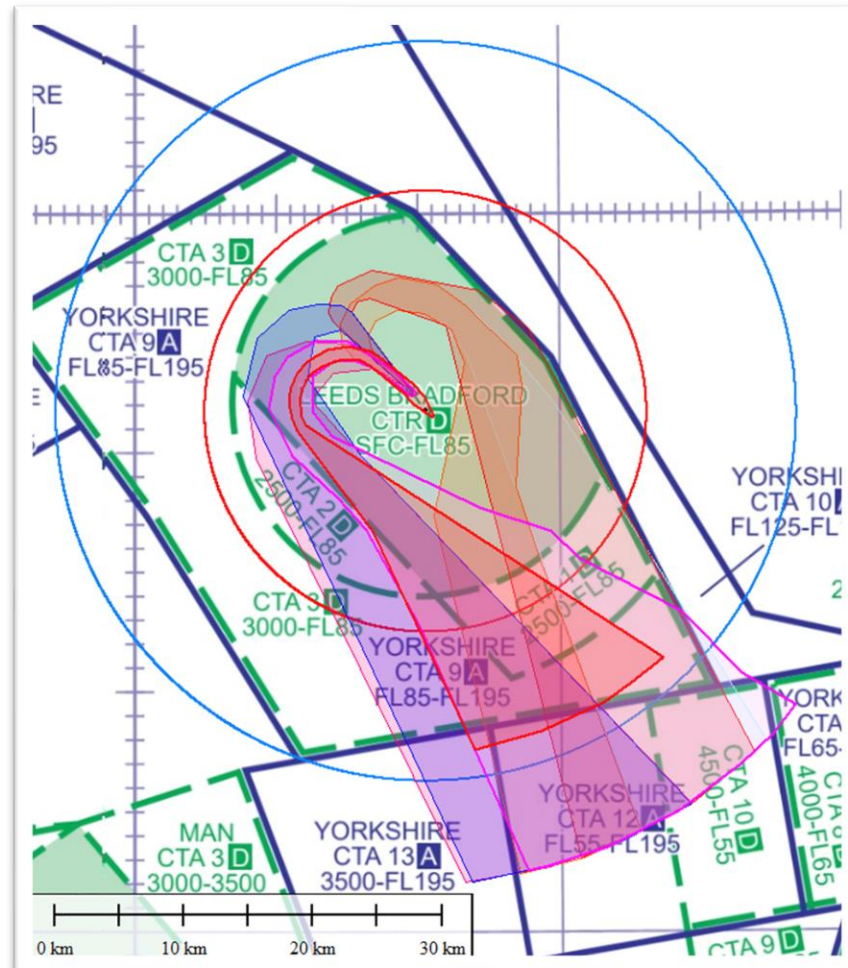 RE
95
CTA 3 D
3000-FL85
YORKSHIRE
CTA 9 A
FL85-FL195
LEEDS BRADFORD
CTR D
SFC-FL85
CTA 2 D
2500-FL85
YORKSHI
CTA 10
FL125-FL
CTA 1 D
2500-FL85
CTA 3 D
3000-FL85
2
YORKSHIRE
CTA 9 A
FL85-FL195
YORK
CTA
FL65-
CTA 10 D
4500-FL55
4000-FL65
YORKSHIRE
CTA 12 A
FL55-FL195
MAN
CTA 3 D
3000-3500
YORKSHIRE
CTA 13 A
3500-FL195
CTA 9 D
0 km
10 km
20 km
30 km